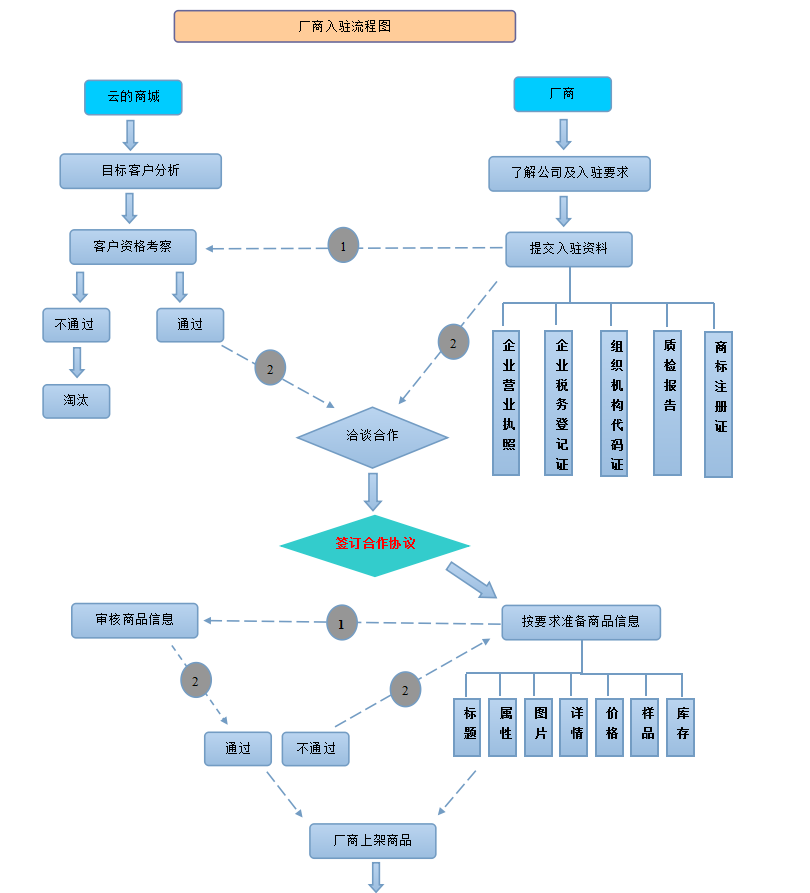 厂商入驻流程图
云的商城
厂商
目标客户分析
了解公司及入驻要求
客户资格考察
1
提交入驻资料
不通过
通过
2
2
淘汰
企业营业执照
企业税务登记证
组织机构代码证
质检报告
商标注册证
洽谈合作
签订合作协议
审核商品信息
1
按要求准备商品信息
2
2
标题
属性
图片
详情
价格
样品
库存
通过
不通过
厂商上架商品